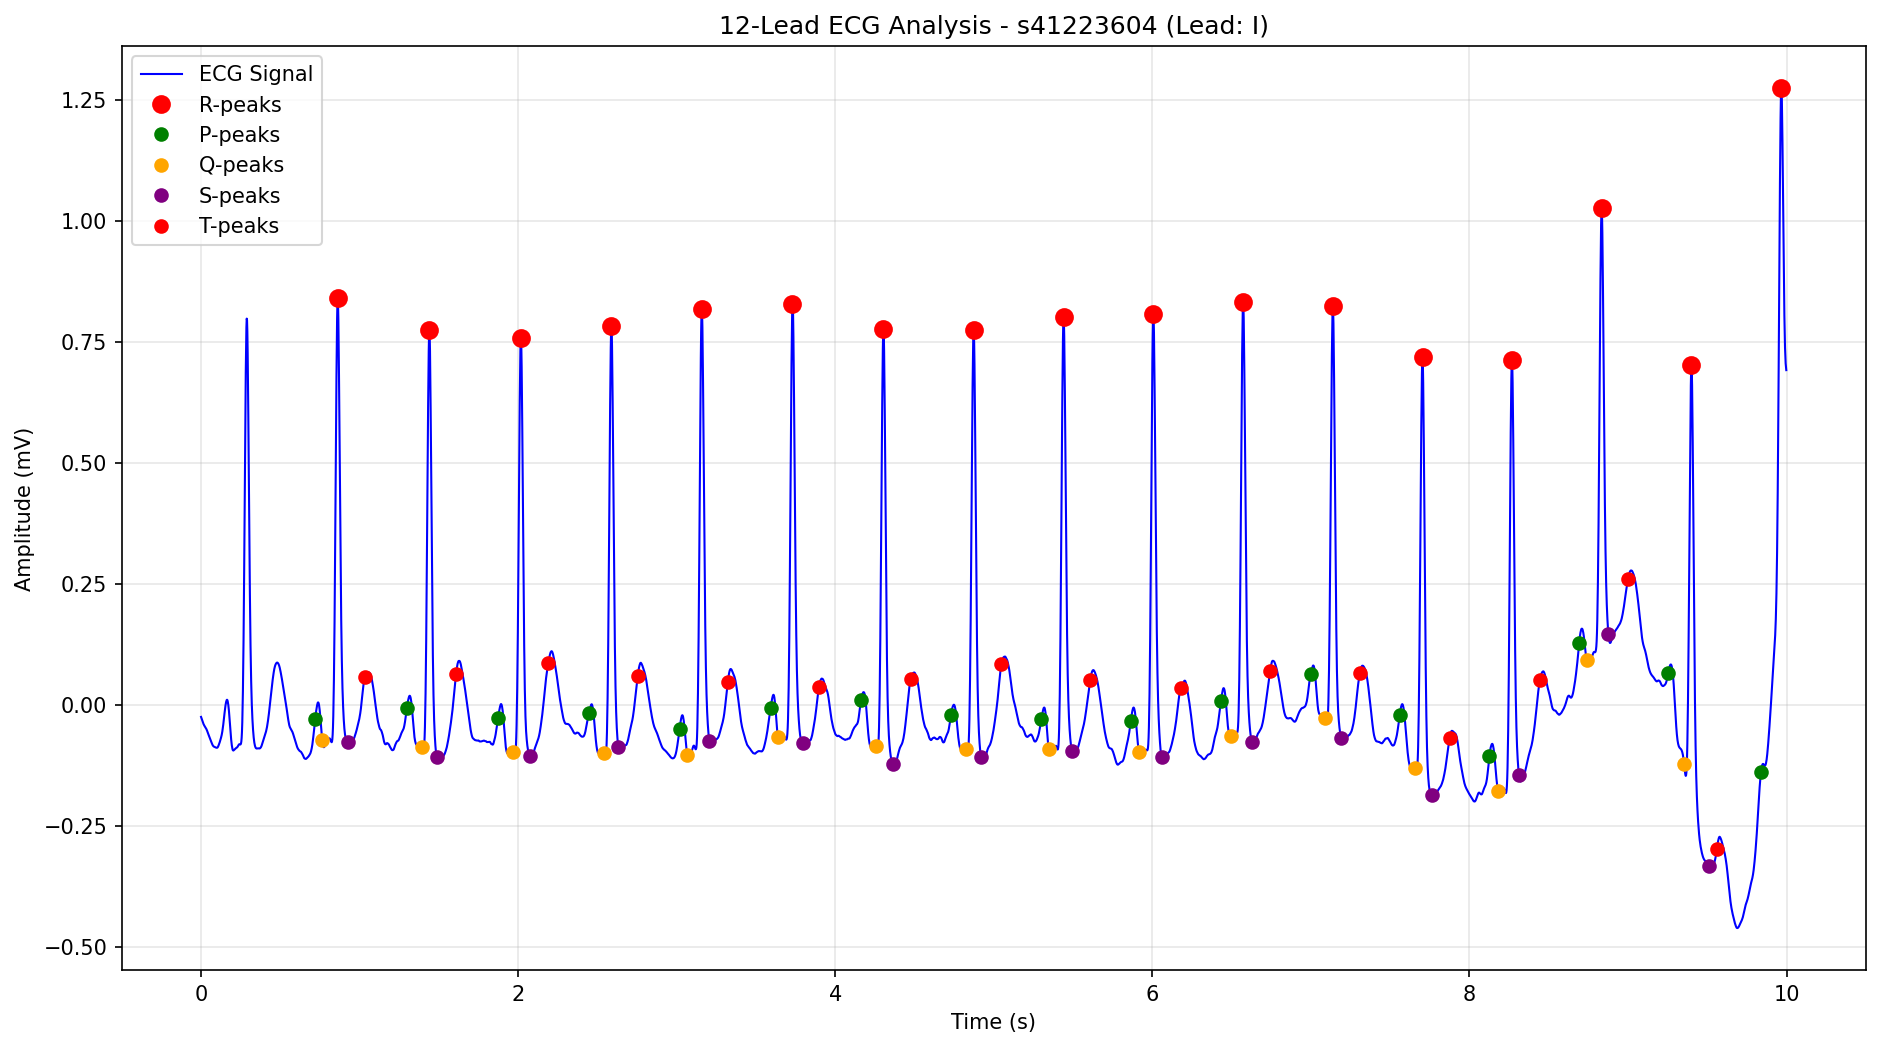 12-Lead ECG Analysis - s41223604 (Lead: I)
ECG Signal
R-peaks
P-peaks
Q-peaks
S-peaks
T-peaks
1.25
1.00
0.75
0.50
0.25
0.00
−0.25
−0.50
Amplitude (mV)
0 2 4 6 8 10
Time (s)